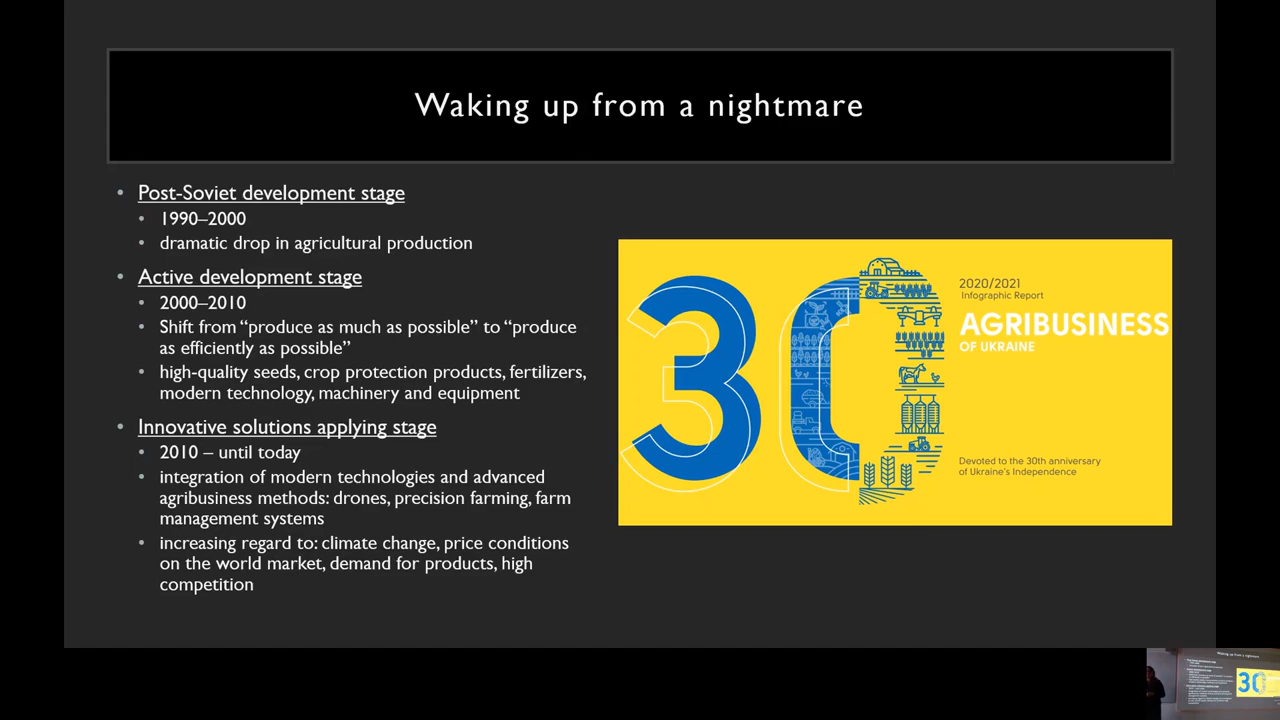 Waking up from a nightmare
• Post-Soviet development stage
• 1990–2000
• dramatic drop in agricultural production
• Active development stage
• 2000–2010
• Shift from “produce as much as possible” to “produce
as efficiently as possible”
• high-quality seeds, crop protection products, fertilizers,
modern technology, machinery and equipment
• Innovative solutions applying stage
• 2010 – until today
• integration of modern technologies and advanced
agribusiness methods: drones, precision farming, farm
management systems
• increasing regard to: climate change, price conditions
on the world market, demand for products, high
competition
30
2020/2021
Infographic Report
AGRIBUSINESS
OF UKRAINE
Devoted to the 30th anniversary
of Ukraine's Independence
Waking up from a nightmare
30